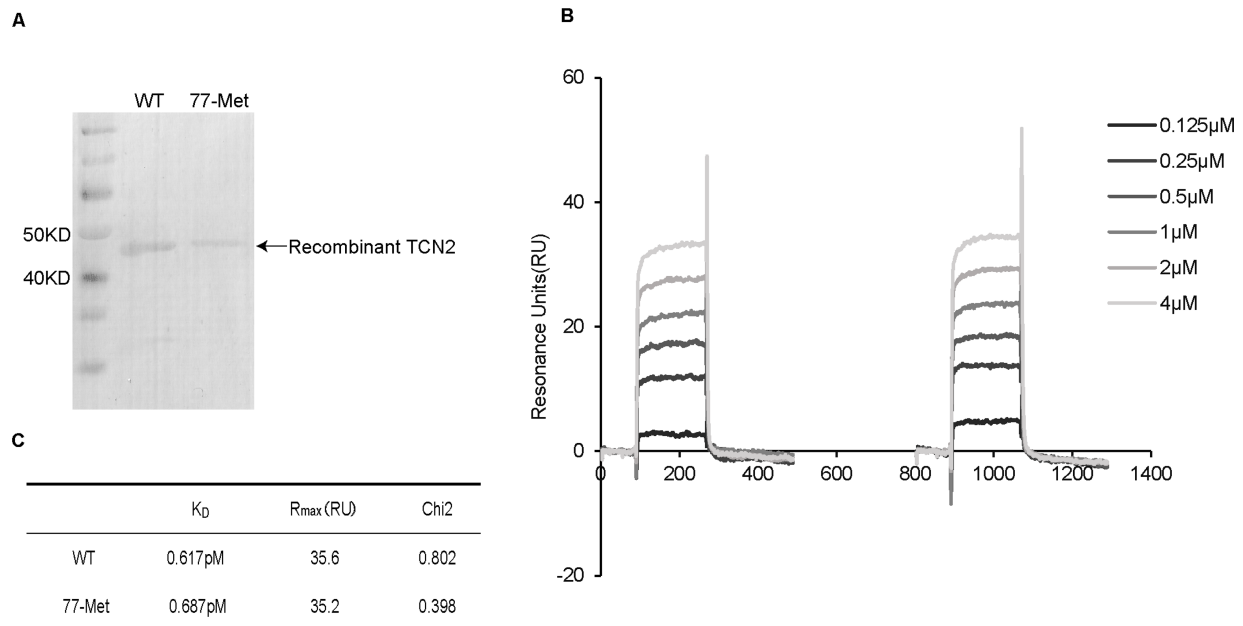 A
WT 77-Met
50KD
40KD
Recombinant TCN2
B
Resonance Units(RU)
60
40
20
0
-20
0 200 400 600 800 1000 1200 1400
0.125µM
0.25µM
0.5µM
1µM
2µM
4µM
C
KD Rmax(RU) Chi2
WT 0.617pM 35.6 0.802
77-Met 0.687pM 35.2 0.398